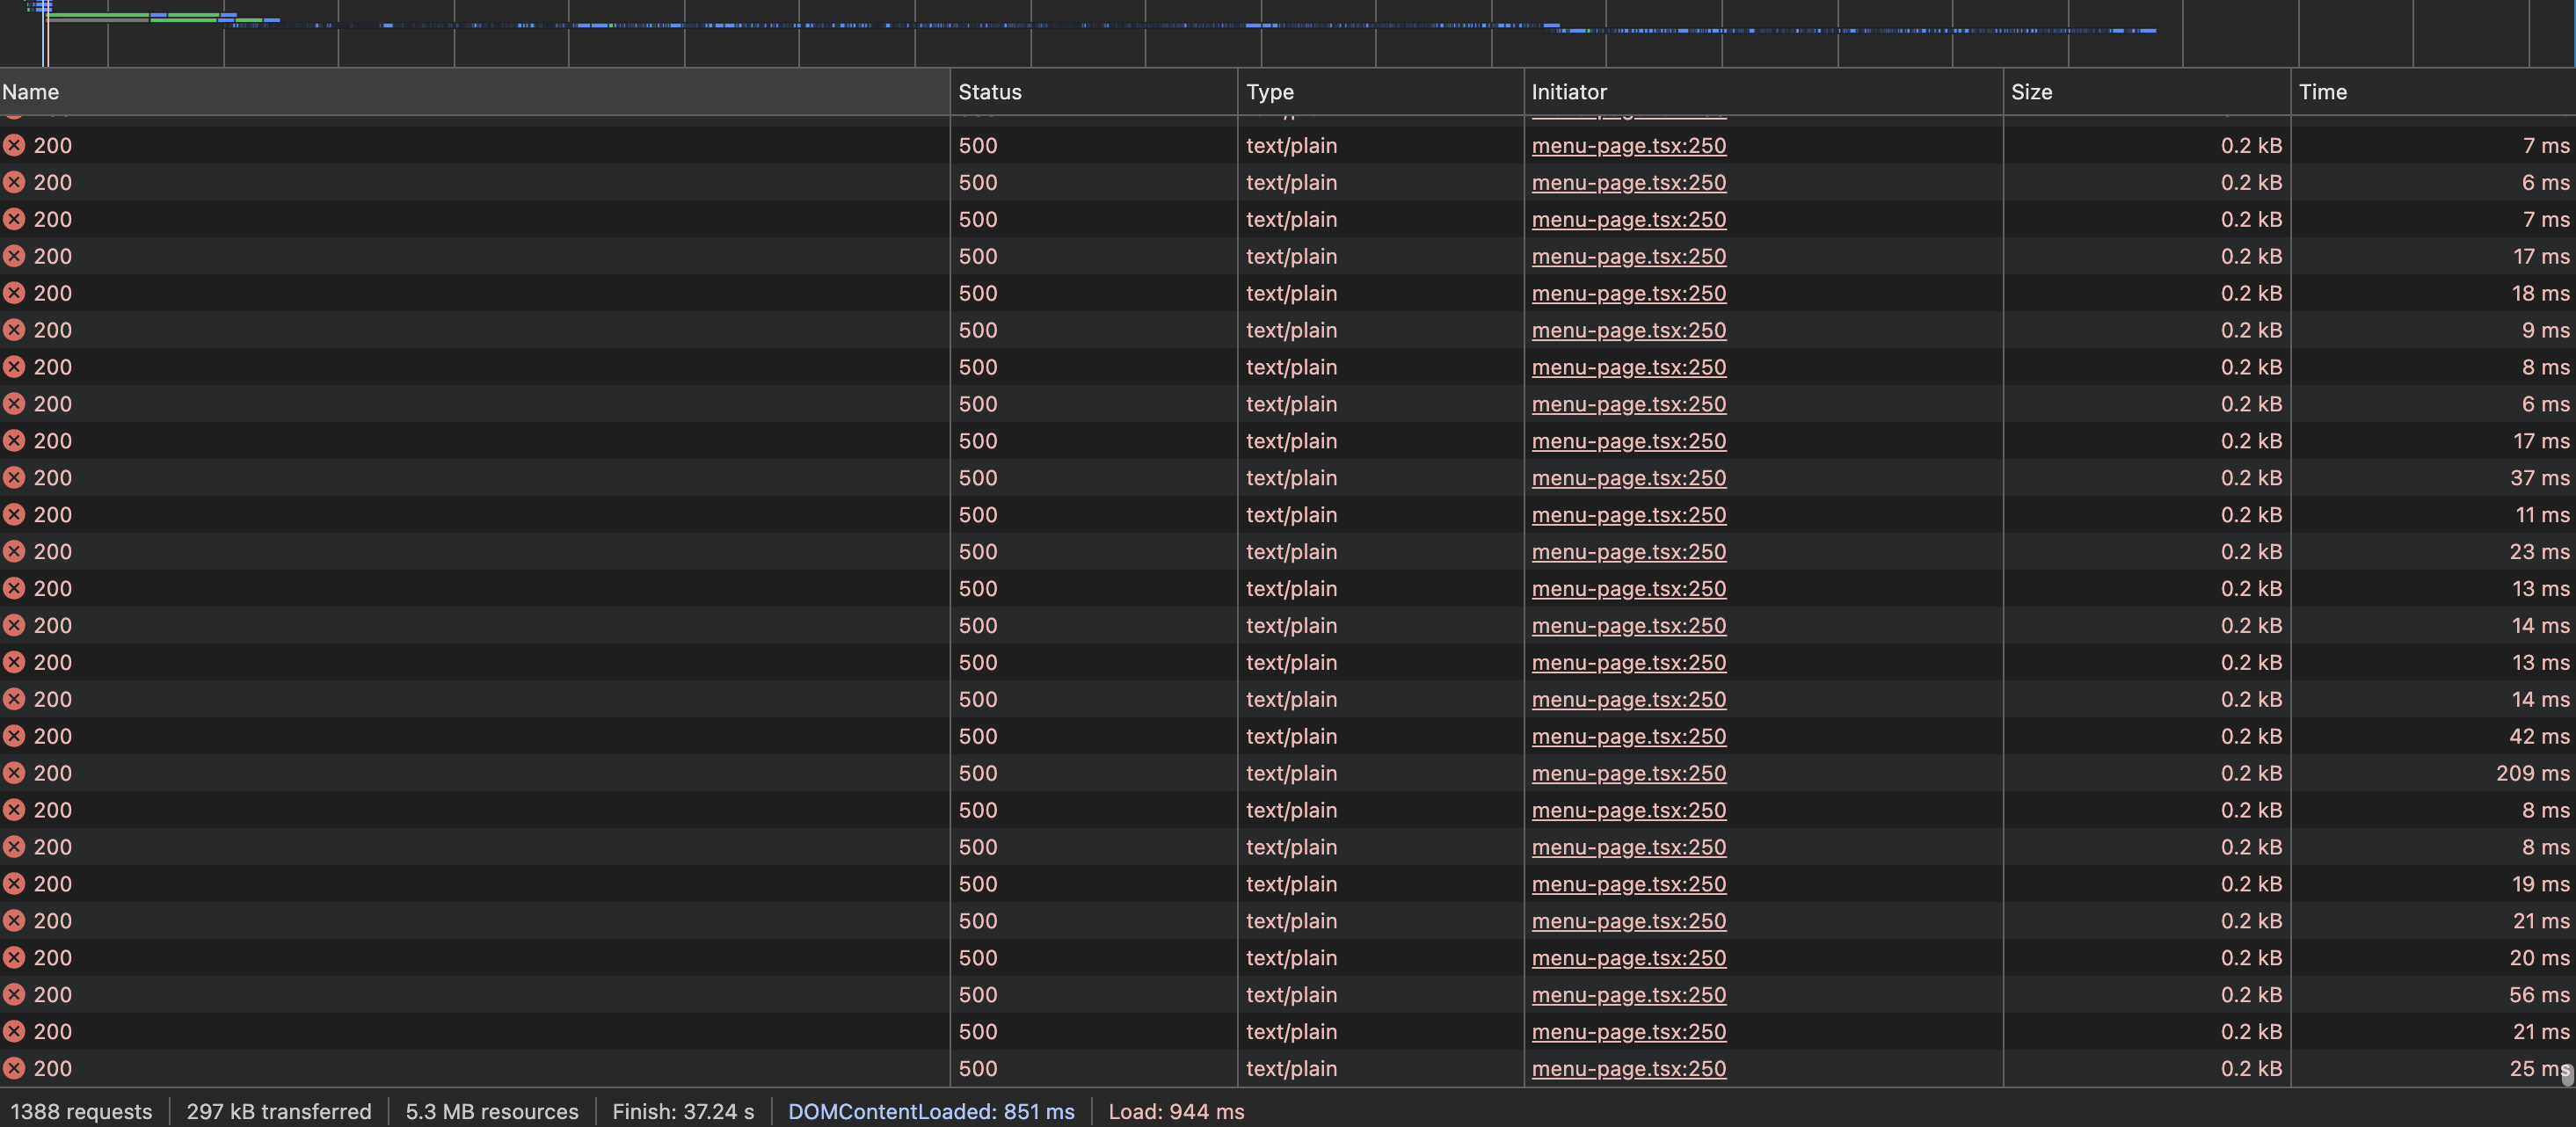 Name Status Type Initiator Size Time
200 500 text/plain menu-page.tsx:250 0.2 kB 7 ms
200 500 text/plain menu-page.tsx:250 0.2 kB 6 ms
200 500 text/plain menu-page.tsx:250 0.2 kB 7 ms
200 500 text/plain menu-page.tsx:250 0.2 kB 17 ms
200 500 text/plain menu-page.tsx:250 0.2 kB 18 ms
200 500 text/plain menu-page.tsx:250 0.2 kB 9 ms
200 500 text/plain menu-page.tsx:250 0.2 kB 8 ms
200 500 text/plain menu-page.tsx:250 0.2 kB 6 ms
200 500 text/plain menu-page.tsx:250 0.2 kB 17 ms
200 500 text/plain menu-page.tsx:250 0.2 kB 37 ms
200 500 text/plain menu-page.tsx:250 0.2 kB 11 ms
200 500 text/plain menu-page.tsx:250 0.2 kB 23 ms
200 500 text/plain menu-page.tsx:250 0.2 kB 13 ms
200 500 text/plain menu-page.tsx:250 0.2 kB 14 ms
200 500 text/plain menu-page.tsx:250 0.2 kB 13 ms
200 500 text/plain menu-page.tsx:250 0.2 kB 14 ms
200 500 text/plain menu-page.tsx:250 0.2 kB 42 ms
200 500 text/plain menu-page.tsx:250 0.2 kB 209 ms
200 500 text/plain menu-page.tsx:250 0.2 kB 8 ms
200 500 text/plain menu-page.tsx:250 0.2 kB 8 ms
200 500 text/plain menu-page.tsx:250 0.2 kB 19 ms
200 500 text/plain menu-page.tsx:250 0.2 kB 21 ms
200 500 text/plain menu-page.tsx:250 0.2 kB 20 ms
200 500 text/plain menu-page.tsx:250 0.2 kB 56 ms
200 500 text/plain menu-page.tsx:250 0.2 kB 21 ms
200 500 text/plain menu-page.tsx:250 0.2 kB 25 ms
1388 requests 297 kB transferred 5.3 MB resources Finish: 37.24 s DOMContentLoaded: 851 ms Load: 944 ms